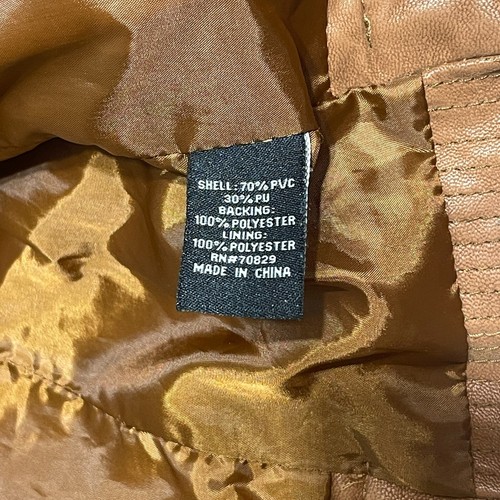 SHELL: 70% PVC
30% PU
BACKING:
100% POLYESTER
LINING:
100% POLYESTER
RN#70829
MADE IN CHINA